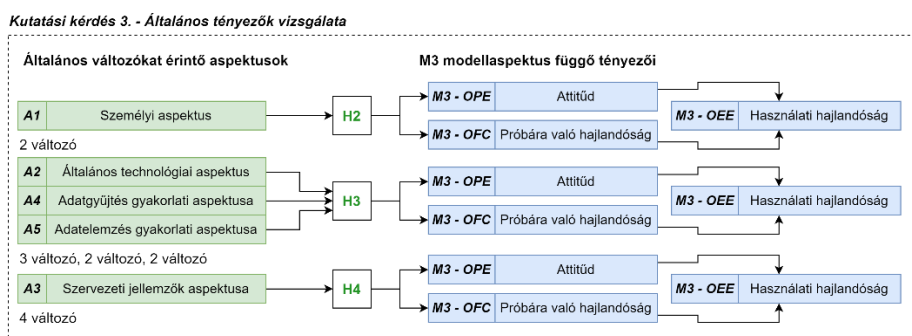 Kutatási kérdés 3. - Általános tényezők vizsgálata
Általános változókat érintő aspektusok
M3 modellaspektus függő tényezői
A1 Személyi aspektus
H2
M3 - OPE Attitűd
M3 - OFC Próbára való hajlandóság
M3 - OEE Használati hajlandóság
2 változó
A2 Általános technológiai aspektus
A4 Adatgyűjtés gyakorlati aspektusa
A5 Adatelemzés gyakorlati aspektusa
H3
M3 - OPE Attitűd
M3 - OFC Próbára való hajlandóság
M3 - OEE Használati hajlandóság
3 változó, 2 változó, 2 változó
A3 Szervezeti jellemzők aspektusa
H4
M3 - OPE Attitűd
M3 - OFC Próbára való hajlandóság
M3 - OEE Használati hajlandóság
4 változó